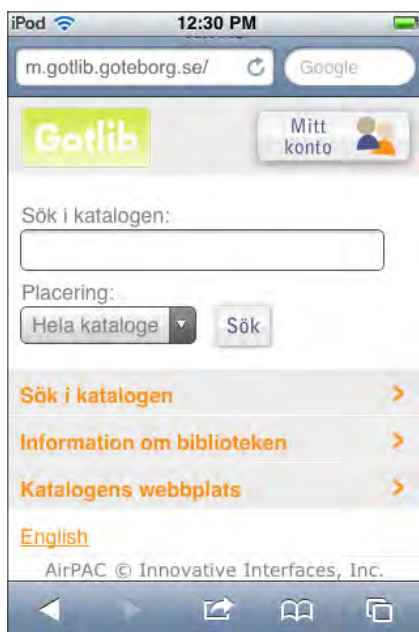 iPod 12:30 PM
m.gotlib.goteborg.se/ Google
Gotlib
Mitt
konto
Sök i katalogen:
Placering:
Hela kataloge Sök
Sök i katalogen
Information om biblioteken
Katalogens webbplats
English
AirPAC © Innovative Interfaces, Inc.